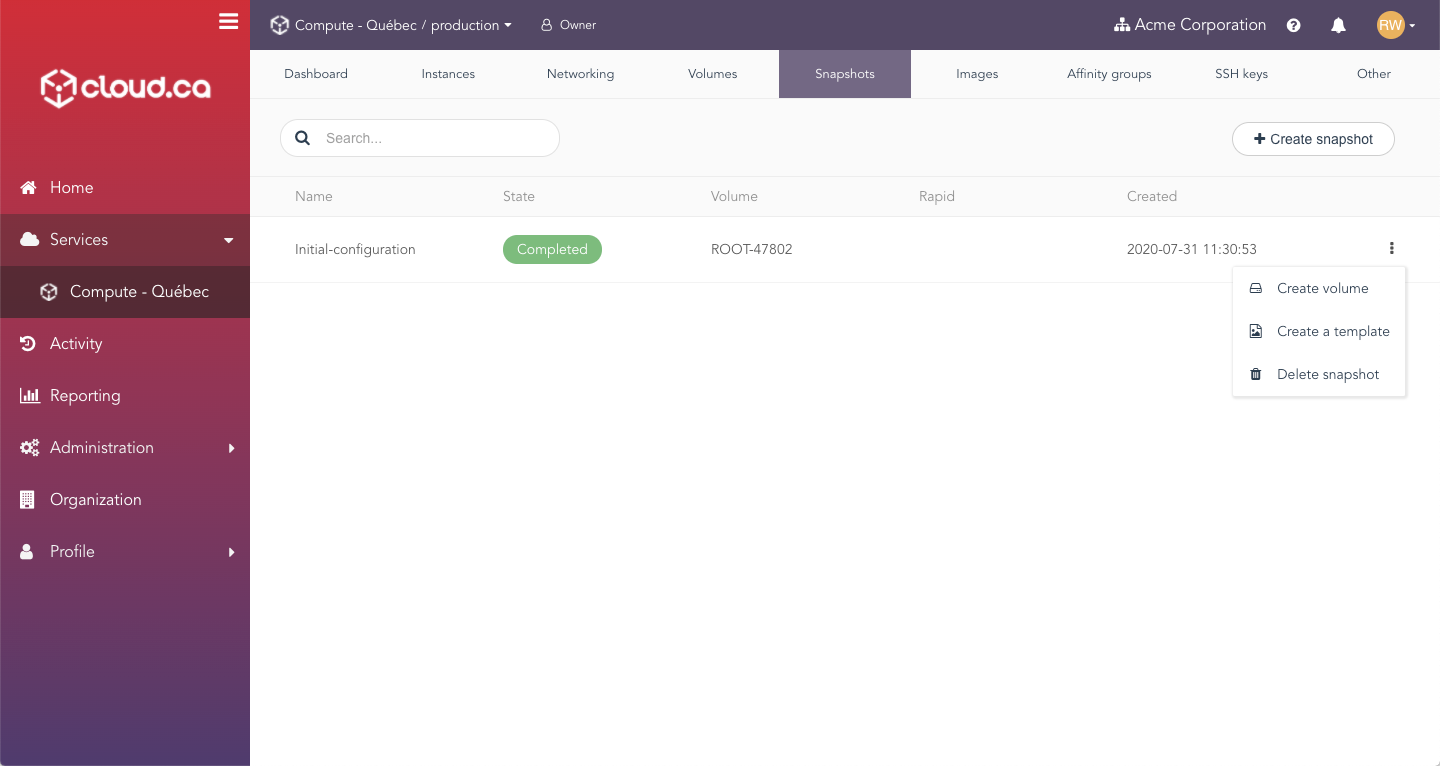 Compute - Québec / production
Owner
Acme Corporation
RW
cloud.ca
Dashboard
Instances
Networking
Volumes
Snapshots
Images
Affinity groups
SSH keys
Other
Search...
Create snapshot
Home
Services
Compute - Québec
Activity
Reporting
Administration
Organization
Profile
Name
State
Volume
Rapid
Created
Initial-configuration
Completed
ROOT-47802
2020-07-31 11:30:53
Create volume
Create a template
Delete snapshot